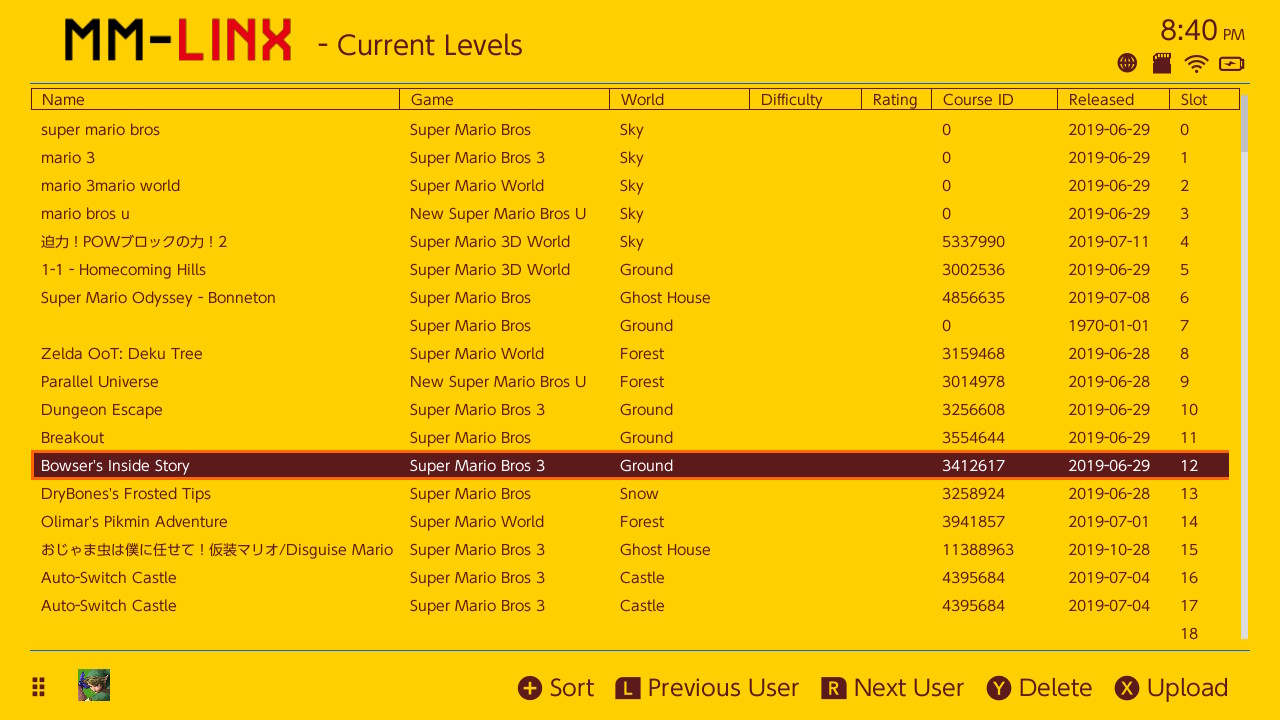 MM-LINX - Current Levels 8:40 PM
Name Game World Difficulty Rating Course ID Released Slot
super mario bros Super Mario Bros Sky 0 2019-06-29 0
mario 3 Super Mario Bros 3 Sky 0 2019-06-29 1
mario 3mario world Super Mario World Sky 0 2019-06-29 2
mario bros u New Super Mario Bros U Sky 0 2019-06-29 3
迫力！POWブロックの力！2 Super Mario 3D World Sky 5337990 2019-07-11 4
1-1 - Homecoming Hills Super Mario 3D World Ground 3002536 2019-06-29 5
Super Mario Odyssey - Bonneton Super Mario Bros Ghost House 4856635 2019-07-08 6
Super Mario Bros Ground 0 1970-01-01 7
Zelda OoT: Deku Tree Super Mario World Forest 3159468 2019-06-28 8
Parallel Universe New Super Mario Bros U Forest 3014978 2019-06-28 9
Dungeon Escape Super Mario Bros 3 Ground 3256608 2019-06-29 10
Breakout Super Mario Bros Ground 3554644 2019-06-29 11
Bowser's Inside Story Super Mario Bros 3 Ground 3412617 2019-06-29 12
DryBones's Frosted Tips Super Mario Bros Snow 3258924 2019-06-28 13
Olimar's Pikmin Adventure Super Mario World Forest 3941857 2019-07-01 14
おじゃま虫は僕に任せて！仮装マリオ/Disguise Mario Super Mario Bros 3 Ghost House 11388963 2019-10-28 15
Auto-Switch Castle Super Mario Bros 3 Castle 4395684 2019-07-04 16
Auto-Switch Castle Super Mario Bros 3 Castle 4395684 2019-07-04 17
18
+ Sort L Previous User R Next User Y Delete X Upload